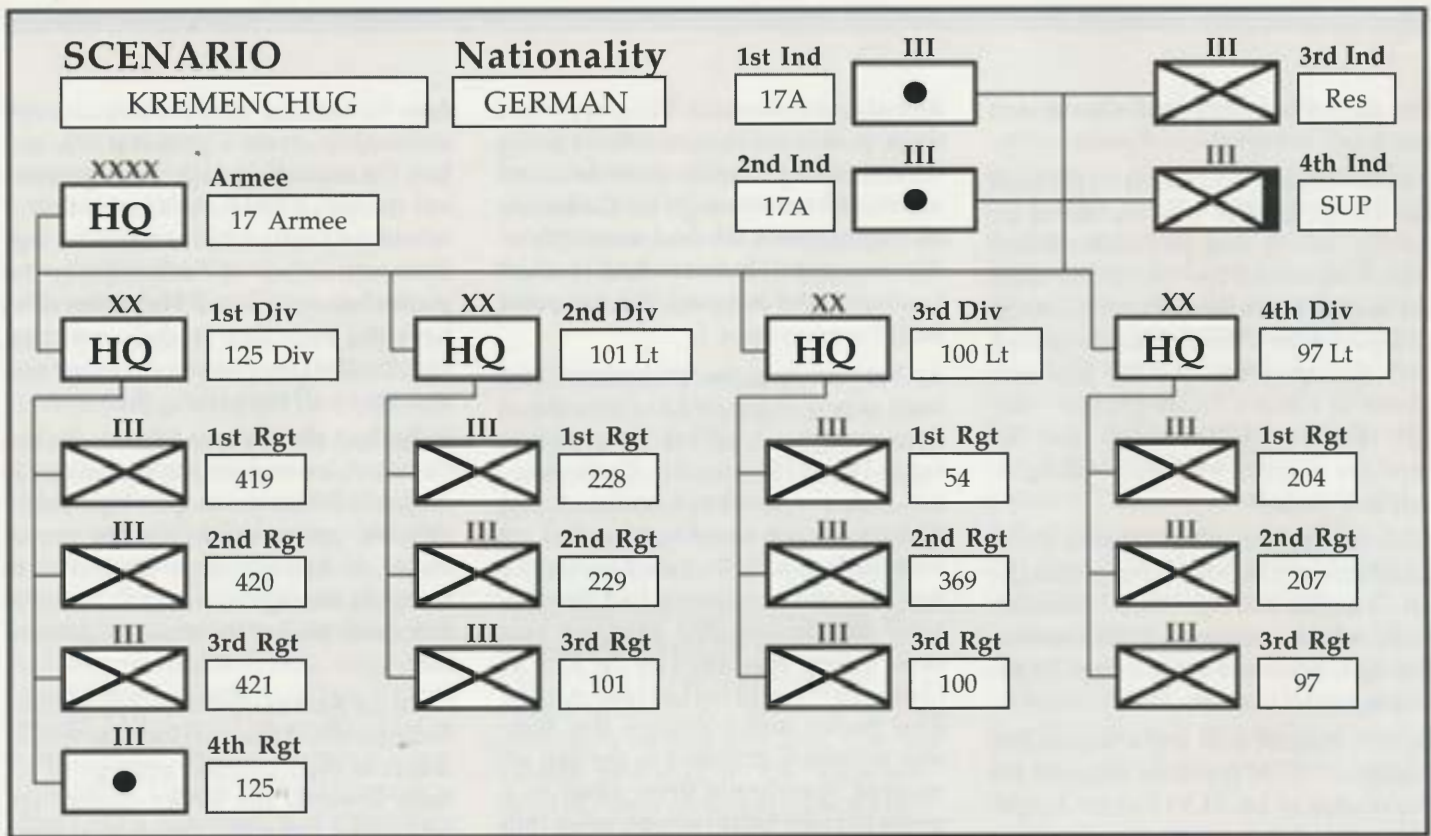 SCENARIO
Nationality
KREMENCHUG
GERMAN
1st Ind
17A
III
III
3rd Ind
Res
2nd Ind
17A
III
III
4th Ind
SUP
XXXX
HQ
Armee
17 Armee
XX
HQ
1st Div
125 Div
XX
HQ
2nd Div
101 Lt
XX
HQ
3rd Div
100 Lt
XX
HQ
4th Div
97 Lt
III
1st Rgt
419
III
1st Rgt
228
III
1st Rgt
54
III
1st Rgt
204
III
2nd Rgt
420
III
2nd Rgt
229
III
2nd Rgt
369
III
2nd Rgt
207
III
3rd Rgt
421
III
3rd Rgt
101
III
3rd Rgt
100
III
3rd Rgt
97
III
4th Rgt
125